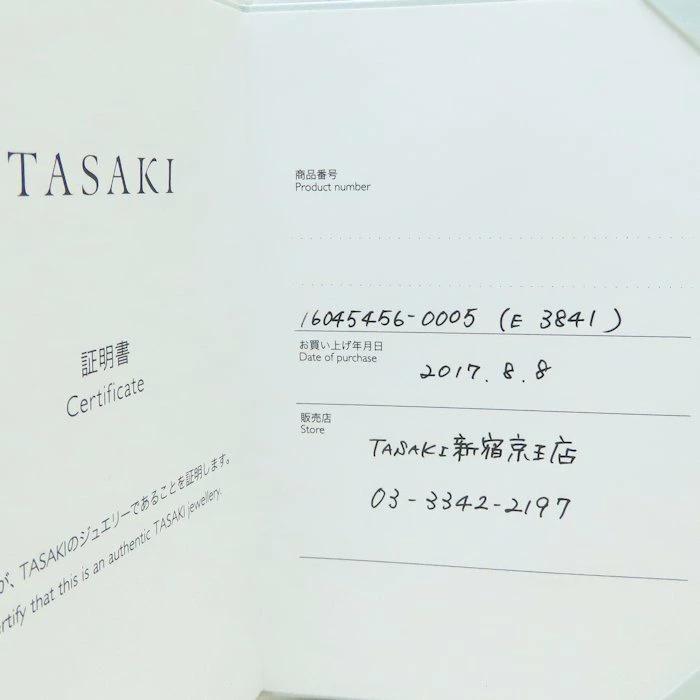 TASAKI
証明書
Certificate
が、TASAKIのジュエリーであることを証明します。
certify that this is an authentic TASAKI jewellery.
商品番号
Product number
16045456-0005 (E 3841)
お買い上げ年月日
Date of purchase
2017.8.8
販売店
Store
TASAKI新宿京王店
03-3342-2197